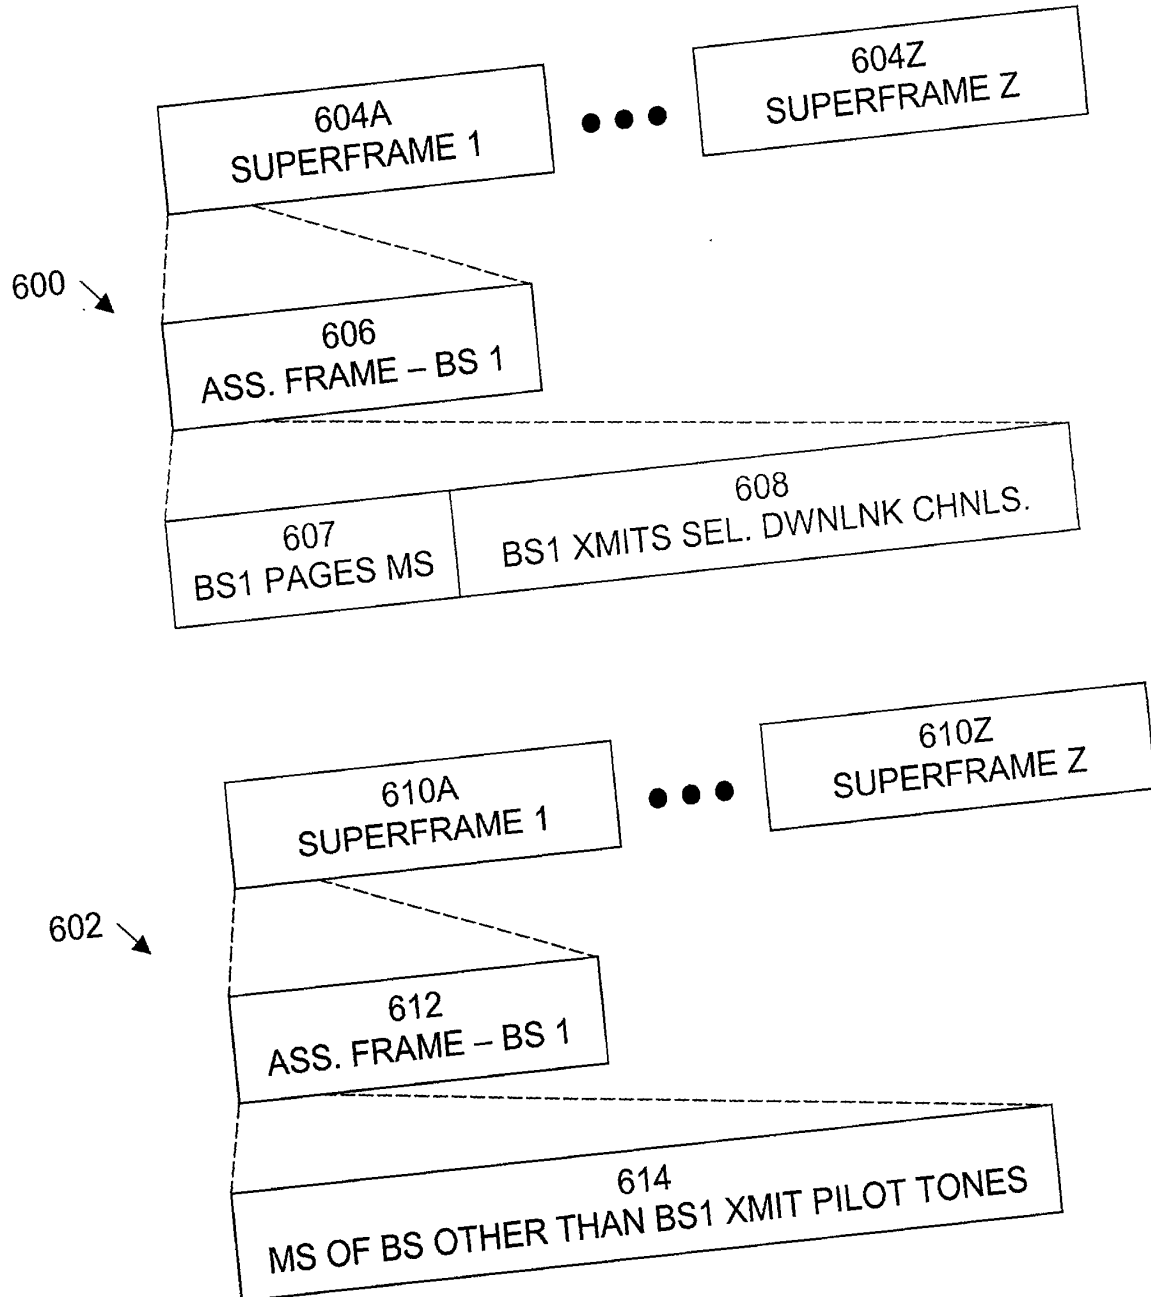 604A
SUPERFRAME 1
604Z
SUPERFRAME Z
600
606
ASS. FRAME – BS 1
607
BS1 PAGES MS
608
BS1 XMITS SEL. DWNLNK CHNLS.
610A
SUPERFRAME 1
610Z
SUPERFRAME Z
602
612
ASS. FRAME – BS 1
614
MS OF BS OTHER THAN BS1 XMIT PILOT TONES